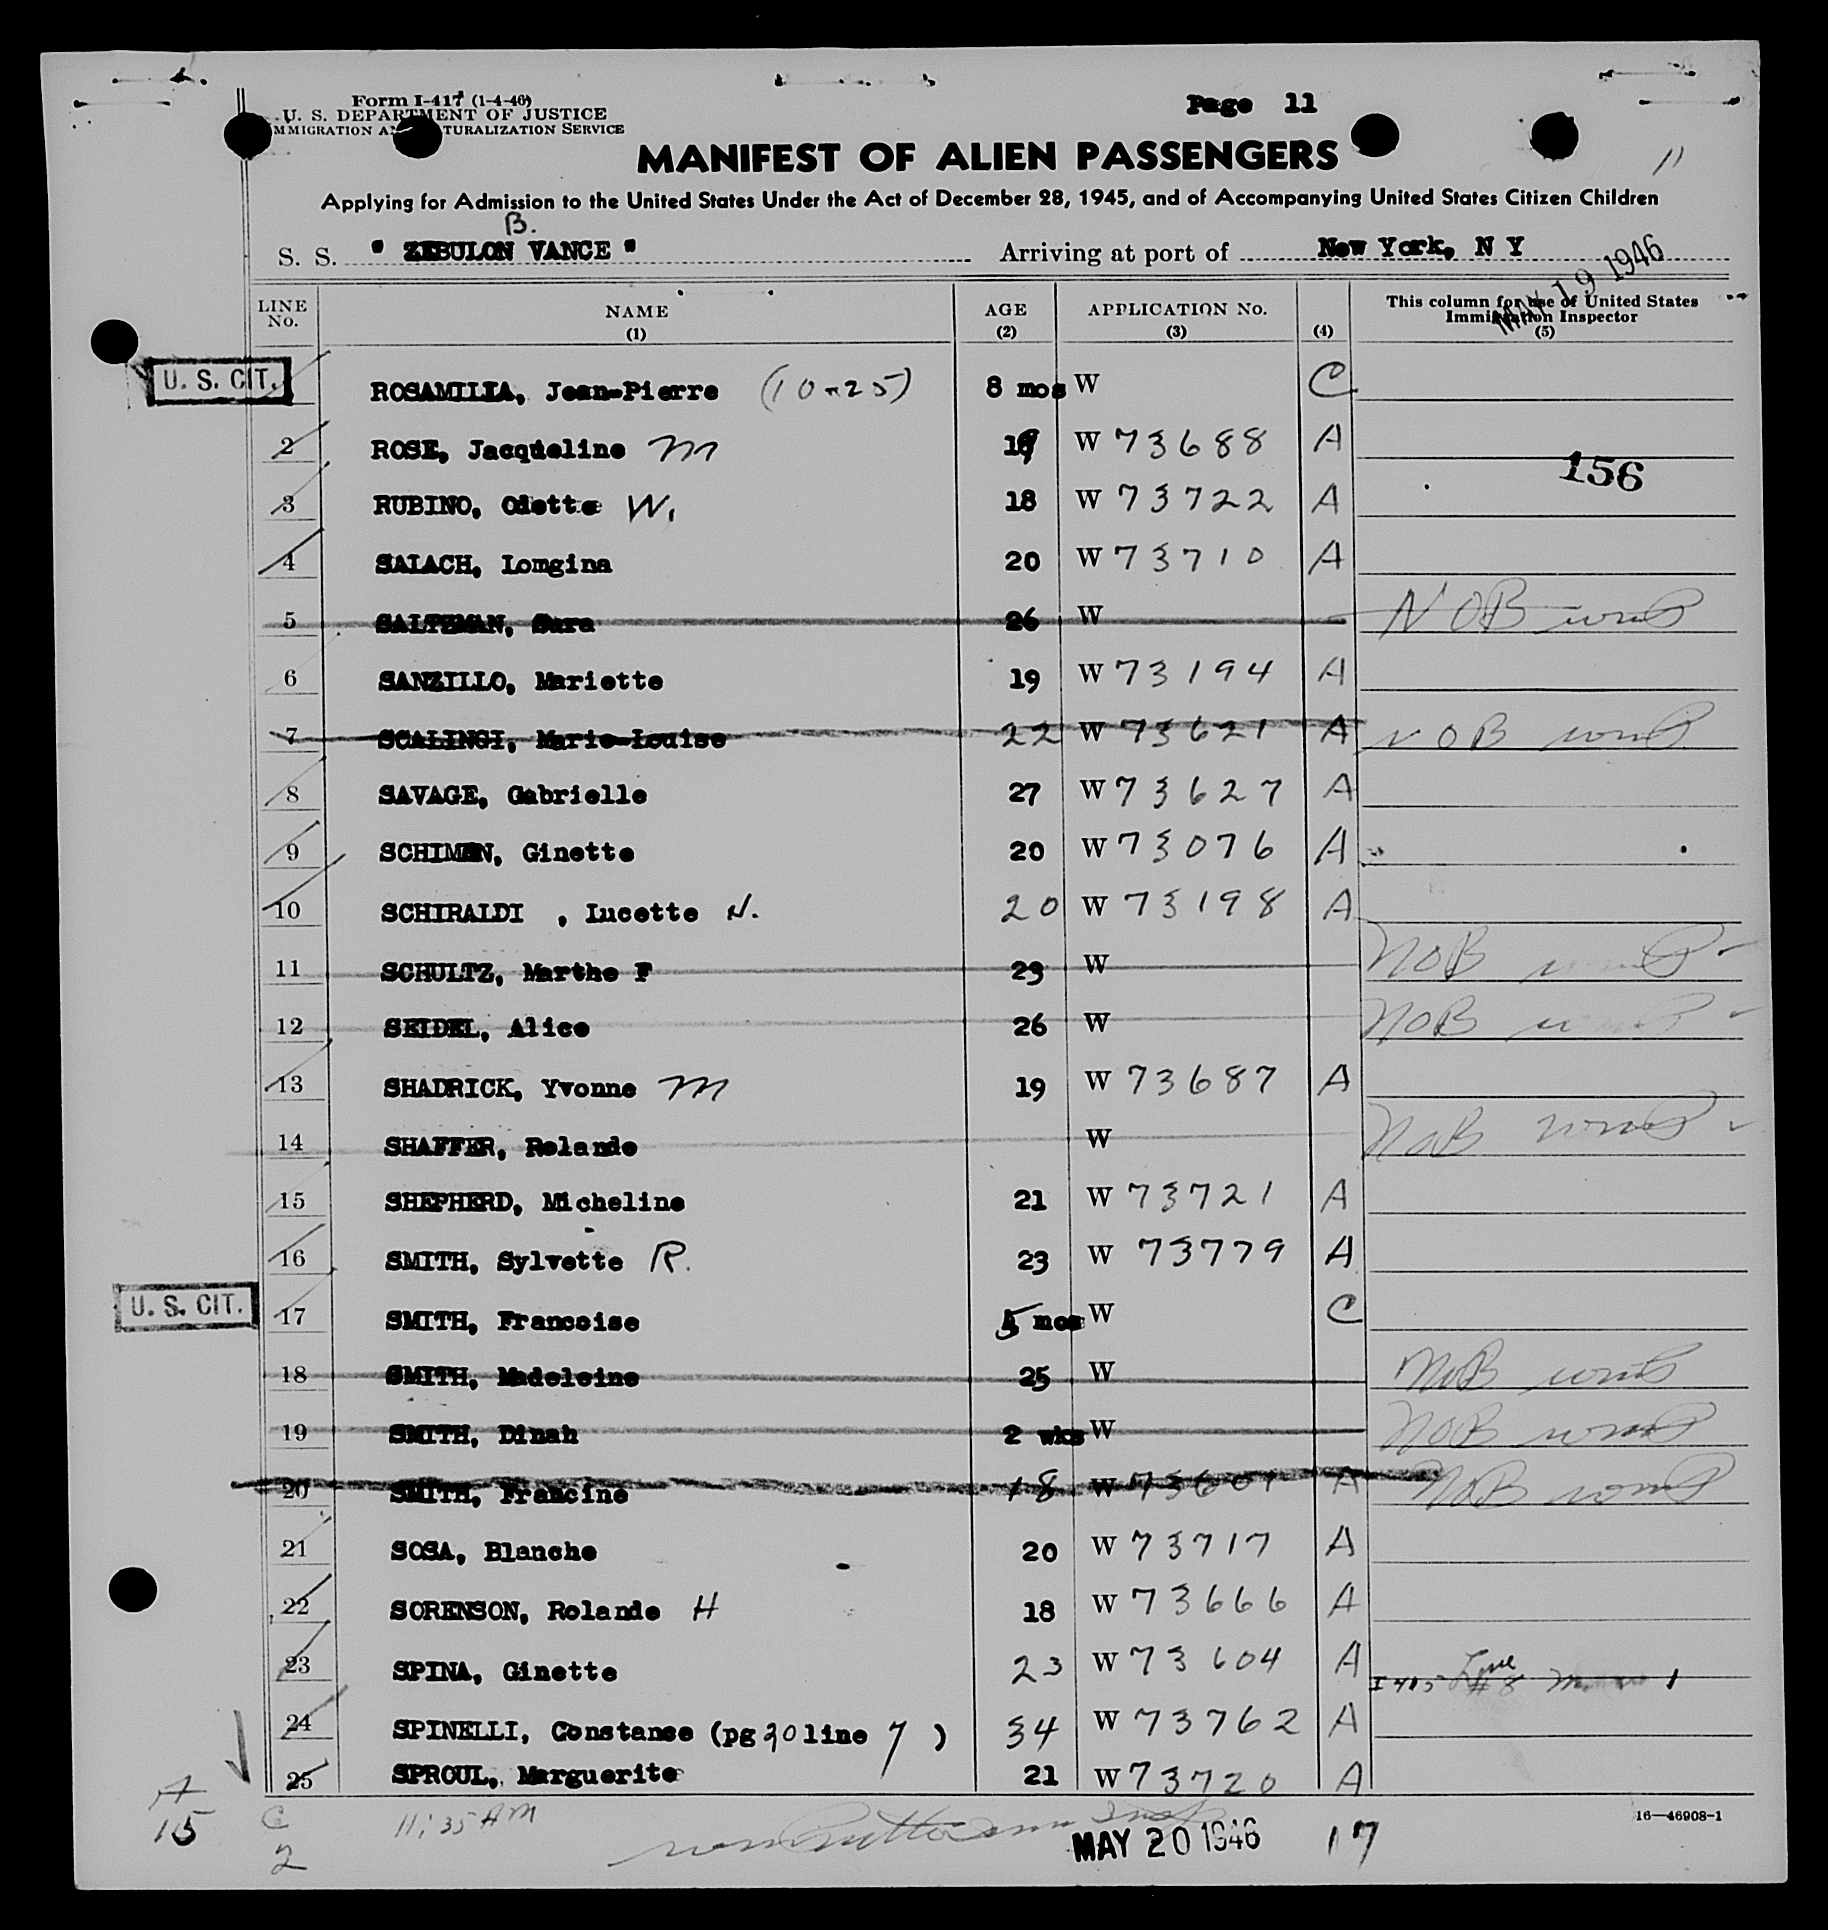 Form I-417 (1-4-46)
U. S. DEPARTMENT OF JUSTICE
IMMIGRATION AND NATURALIZATION SERVICE
Page 11
11
MANIFEST OF ALIEN PASSENGERS
Applying for Admission to the United States Under the Act of December 28, 1945, and of Accompanying United States Citizen Children
B.
S. S. " ZEBULON VANCE " Arriving at port of New York, N Y
MAY 19 1946
LINE No. NAME (1) AGE (2) APPLICATION No. (3) (4) This column for use of United States Immigration Inspector (5)
U. S. CIT. ROSAMILIA, Jean-Pierre (10-25) 8 mos W C
2 ROSE, Jacqueline M 19 W 73688 A
156
3 RUBINO, Odette W. 18 W 73722 A
4 SALACH, Lomgina 20 W 73710 A
5 SALTZMAN, Sara 26 W NOB
6 SANZILLO, Mariette 19 W 73194 A
7 SCALINGI, Marie-Louise 22 W 73621 A NOB
8 SAVAGE, Gabrielle 27 W 73627 A
9 SCHIMEN, Ginette 20 W 73076 A
10 SCHIRALDI , Lucette N. 20 W 73198 A
11 SCHULTZ, Marthe F 23 W NOB
12 SEIDEL, Alice 26 W NOB
13 SHADRICK, Yvonne M 19 W 73687 A
14 SHAFFER, Rolande W NOB
15 SHEPHERD, Micheline 21 W 73721 A
16 SMITH, Sylvette R. 23 W 73779 A
U. S. CIT. 17 SMITH, Francoise 5 mos W C
18 SMITH, Madeleine 25 W NOB
19 SMITH, Dinah 2 wks W NOB
20 SMITH, Francine 18 W 73601 A NOB
21 SOSA, Blanche 20 W 73717 A
22 SORENSON, Rolande H 18 W 73666 A
23 SPINA, Ginette 23 W 73604 A I 415 Line #8
24 SPINELLI, Constance (pg 30 line 7 ) 34 W 73762 A
25 SPROUL, Marguerite 21 W 73720 A
A 15
C 2
11:35 AM
MAY 20 1946
17
16—46908-1